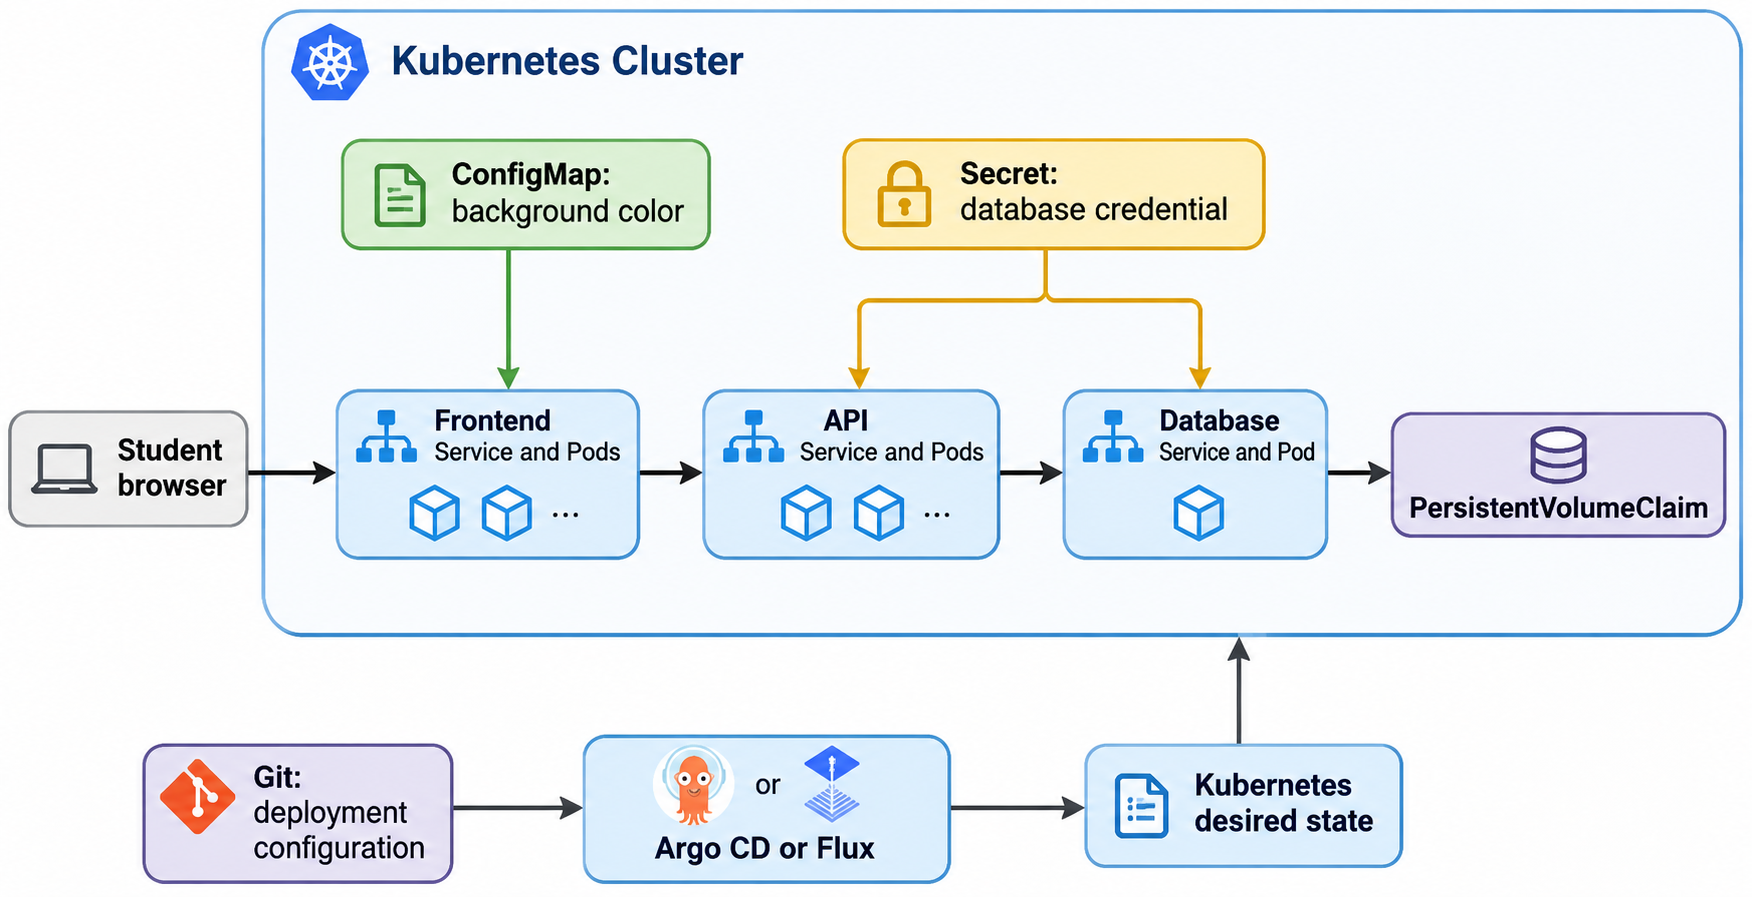 Kubernetes Cluster
ConfigMap:
background color
Secret:
database credential
Student
browser
Frontend
Service and Pods
...
API
Service and Pods
...
Database
Service and Pod
PersistentVolumeClaim
Git:
deployment
configuration
or
Argo CD or Flux
Kubernetes
desired state